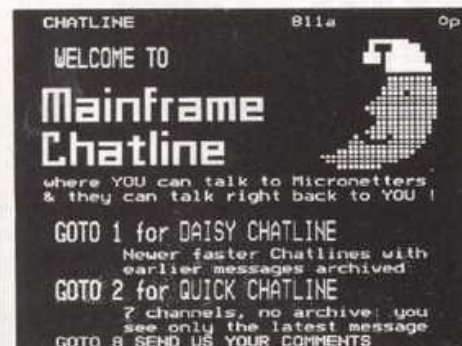 CHATLINE 811a 0p
WELCOME TO
Mainframe
Chatline
where YOU can talk to Micronetters
& they can talk right back to YOU !
GOTO 1 for DAISY CHATLINE
Newer faster Chatlines with
earlier messages archived
GOTO 2 for QUICK CHATLINE
7 channels, no archive: you
see only the latest message
GOTO 8 SEND US YOUR COMMENTS